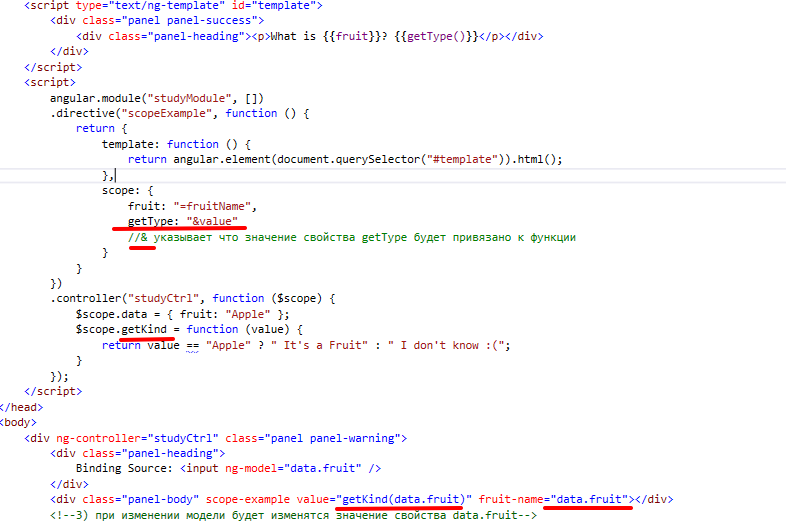 <script type="text/ng-template" id="template">
<div class="panel panel-success">
<div class="panel-heading"><p>What is {{fruit}}? {{getType()}}</p></div>
</div>
</script>
<script>
angular.module("studyModule", [])
.directive("scopeExample", function () {
return {
template: function () {
return angular.element(document.querySelector("#template")).html();
},
scope: {
fruit: "=fruitName",
getType: "&value"
//& указывает что значение свойства getType будет привязано к функции
}
}
})
.controller("studyCtrl", function ($scope) {
$scope.data = { fruit: "Apple" };
$scope.getKind = function (value) {
return value == "Apple" ? " It's a Fruit" : " I don't know :(";
}
});
</script>
</head>
<body>
<div ng-controller="studyCtrl" class="panel panel-warning">
<div class="panel-heading">
Binding Source: <input ng-model="data.fruit" />
</div>
<div class="panel-body" scope-example value="getKind(data.fruit)" fruit-name="data.fruit"></div>
<!--3) при изменении модели будет изменятся значение свойства data.fruit-->